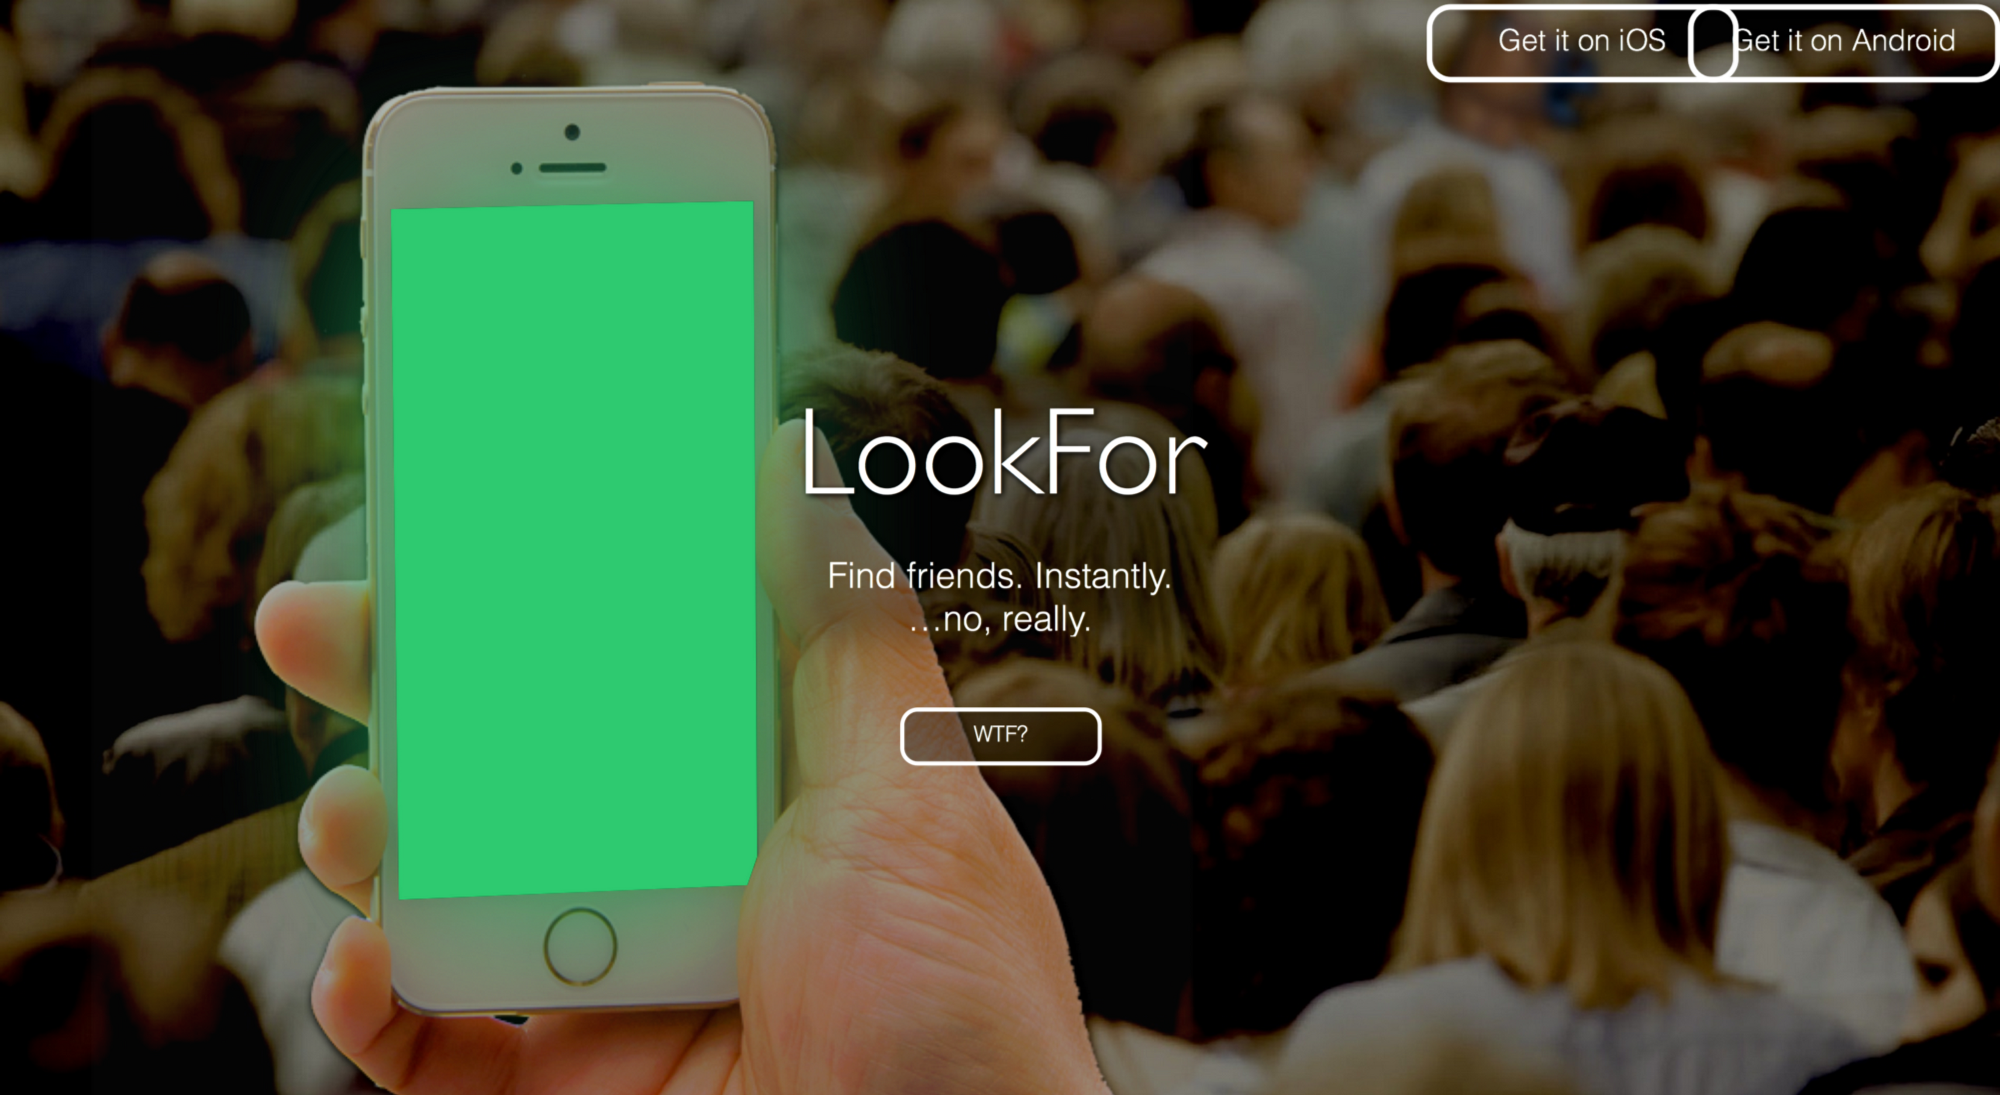 Get it on iOS
Get it on Android
LookFor
Find friends. Instantly.
...no, really.
WTF?